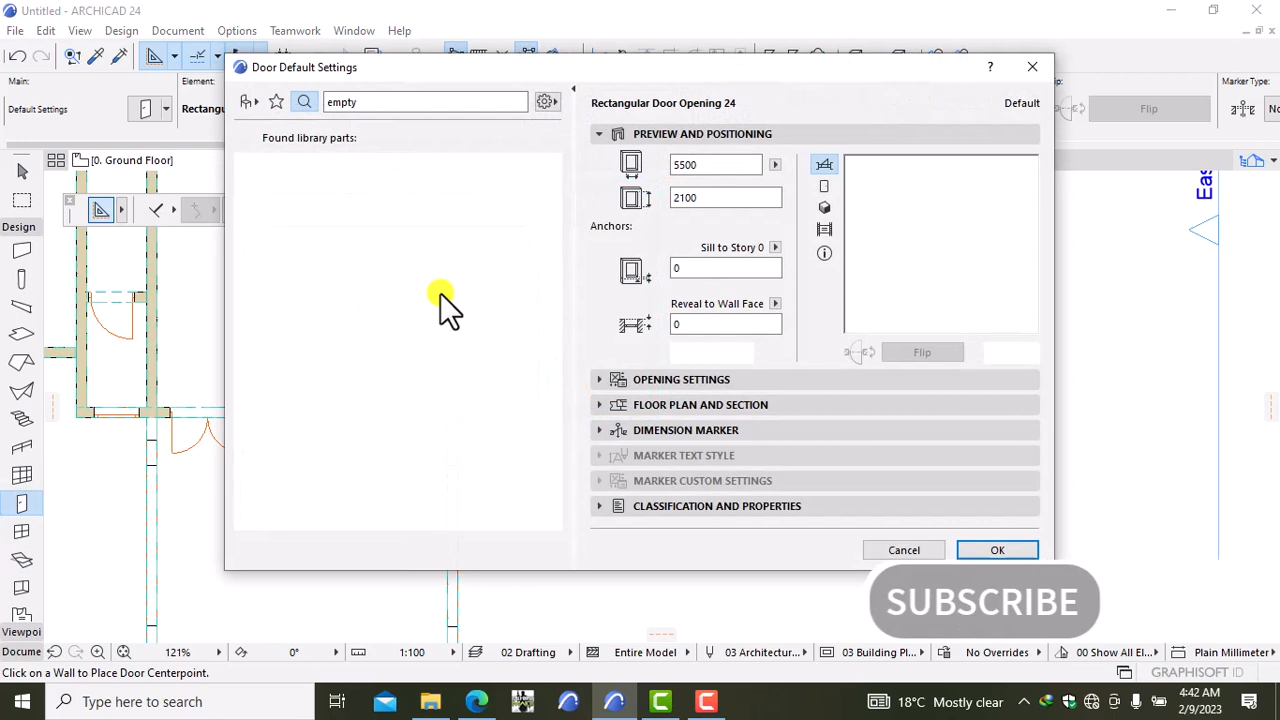 Untitled - ARCHICAD 24
File Edit View Design Document Options Teamwork Window Help
Main:
Default Settings
Element:
Rectang
Flip
Marker Type:
No
Door Default Settings
?
empty
Found library parts:
Rectangular Door Opening 24
Default
PREVIEW AND POSITIONING
5500
2100
Anchors:
Sill to Story 0
0
Reveal to Wall Face
0
Flip
OPENING SETTINGS
FLOOR PLAN AND SECTION
DIMENSION MARKER
MARKER TEXT STYLE
MARKER CUSTOM SETTINGS
CLASSIFICATION AND PROPERTIES
Cancel OK
[0. Ground Floor]
Design
Eas
SUBSCRIBE
Viewpoi
Docume
121%
0°
1:100
02 Drafting
Entire Model
03 Architectur...
03 Building Pl...
No Overrides
00 Show All El...
Plain Millimeter
Click on a Wall to Place Door Centerpoint.
GRAPHISOFT ID
Type here to search
18°C Mostly clear
4:42 AM
2/9/2023